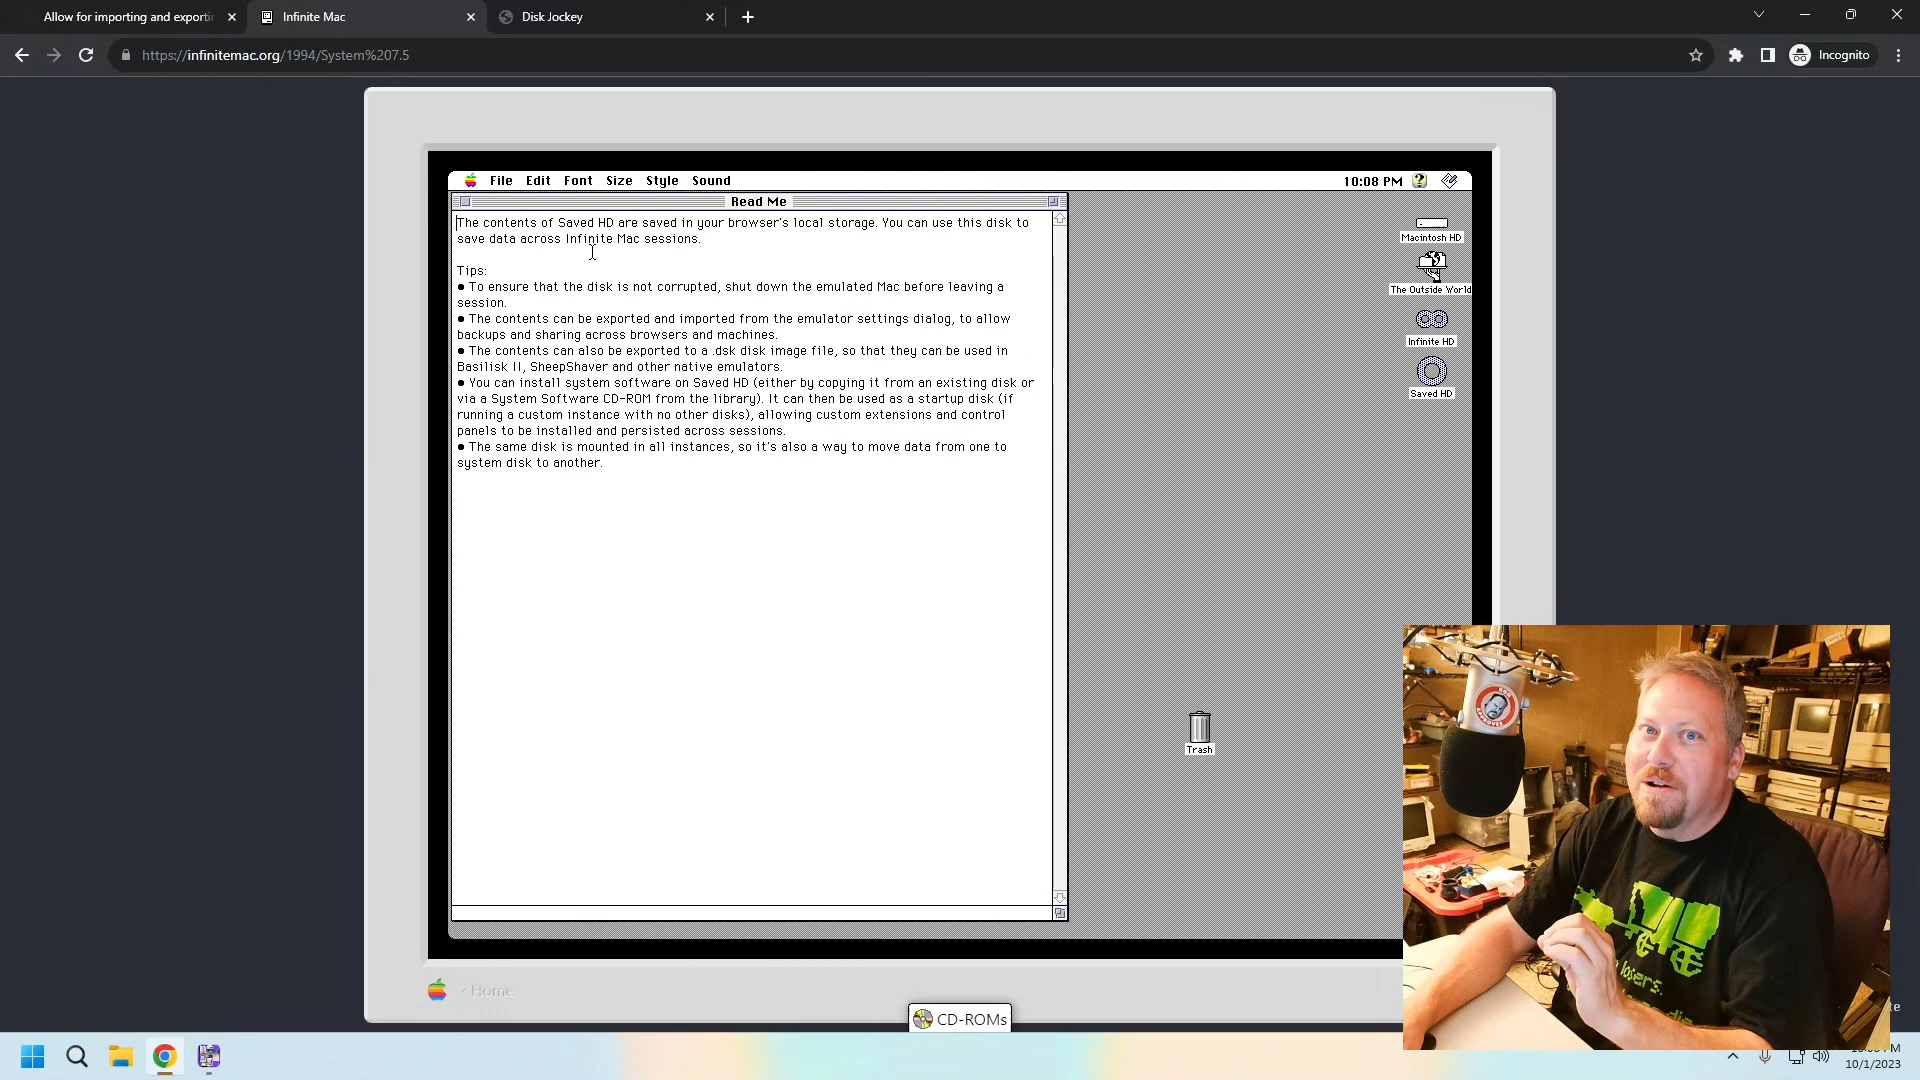 Allow for importing and exporti
Infinite Mac
Disk Jockey
https://infinitemac.org/1994/System%207.5
Incognito
File Edit Font Size Style Sound
10:08 PM
Read Me
The contents of Saved HD are saved in your browser's local storage. You can use this disk to
save data across Infinite Mac sessions.
Tips:
● To ensure that the disk is not corrupted, shut down the emulated Mac before leaving a
session.
● The contents can be exported and imported from the emulator settings dialog, to allow
backups and sharing across browsers and machines.
● The contents can also be exported to a .dsk disk image file, so that they can be used in
Basilisk II, SheepShaver and other native emulators.
● You can install system software on Saved HD (either by copying it from an existing disk or
via a System Software CD-ROM from the library). It can then be used as a startup disk (if
running a custom instance with no other disks), allowing custom extensions and control
panels to be installed and persisted across sessions.
● The same disk is mounted in all instances, so it's also a way to move data from one to
system disk to another.
Macintosh HD
The Outside World
Infinite HD
Saved HD
Trash
losers.
Home
CD-ROMs
10/1/2023